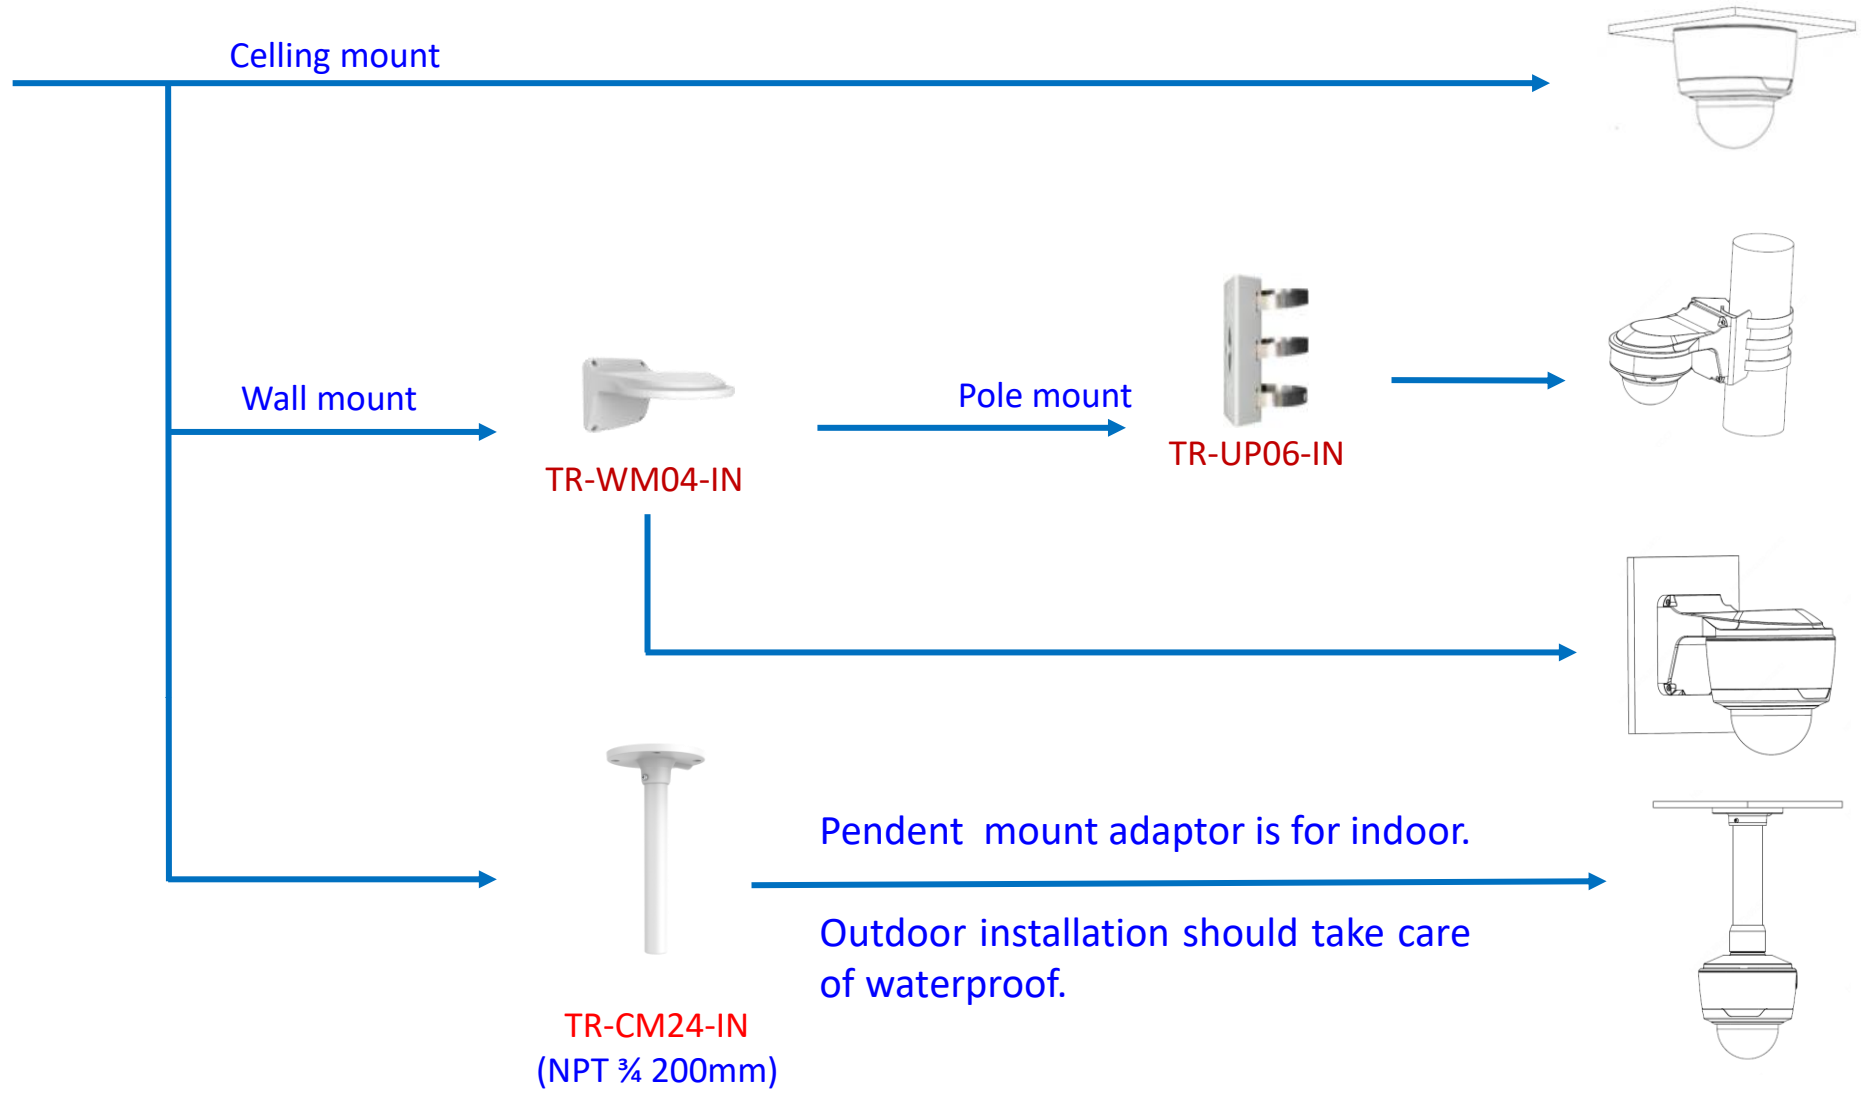 Celling mount
Wall mount
Pole mount
TR-UP06-IN
TR-WM04-IN
Pendent  mount adaptor is for indoor.
Outdoor installation should take care
of waterproof.
TR-CM24-IN
(NPT ¾ 200mm)